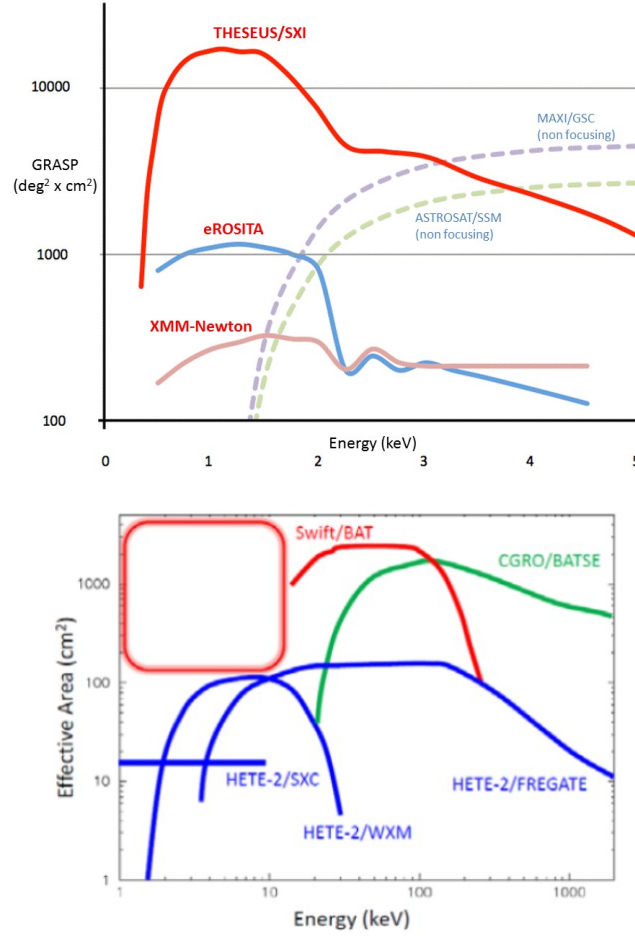 THESEUS/SXI
10000
MAXI/GSC
(non focusing)
GRASP
(deg² x cm²)
ASTROSAT/SSM
(non focusing)
eROSITA
1000
XMM-Newton
100
Energy (keV)
0 1 2 3 4 5
Swift/BAT
CGRO/BATSE
1000
Effective Area (cm²)
100
10
HETE-2/SXC
HETE-2/FREGATE
HETE-2/WXM
1
1 10 100 1000
Energy (keV)